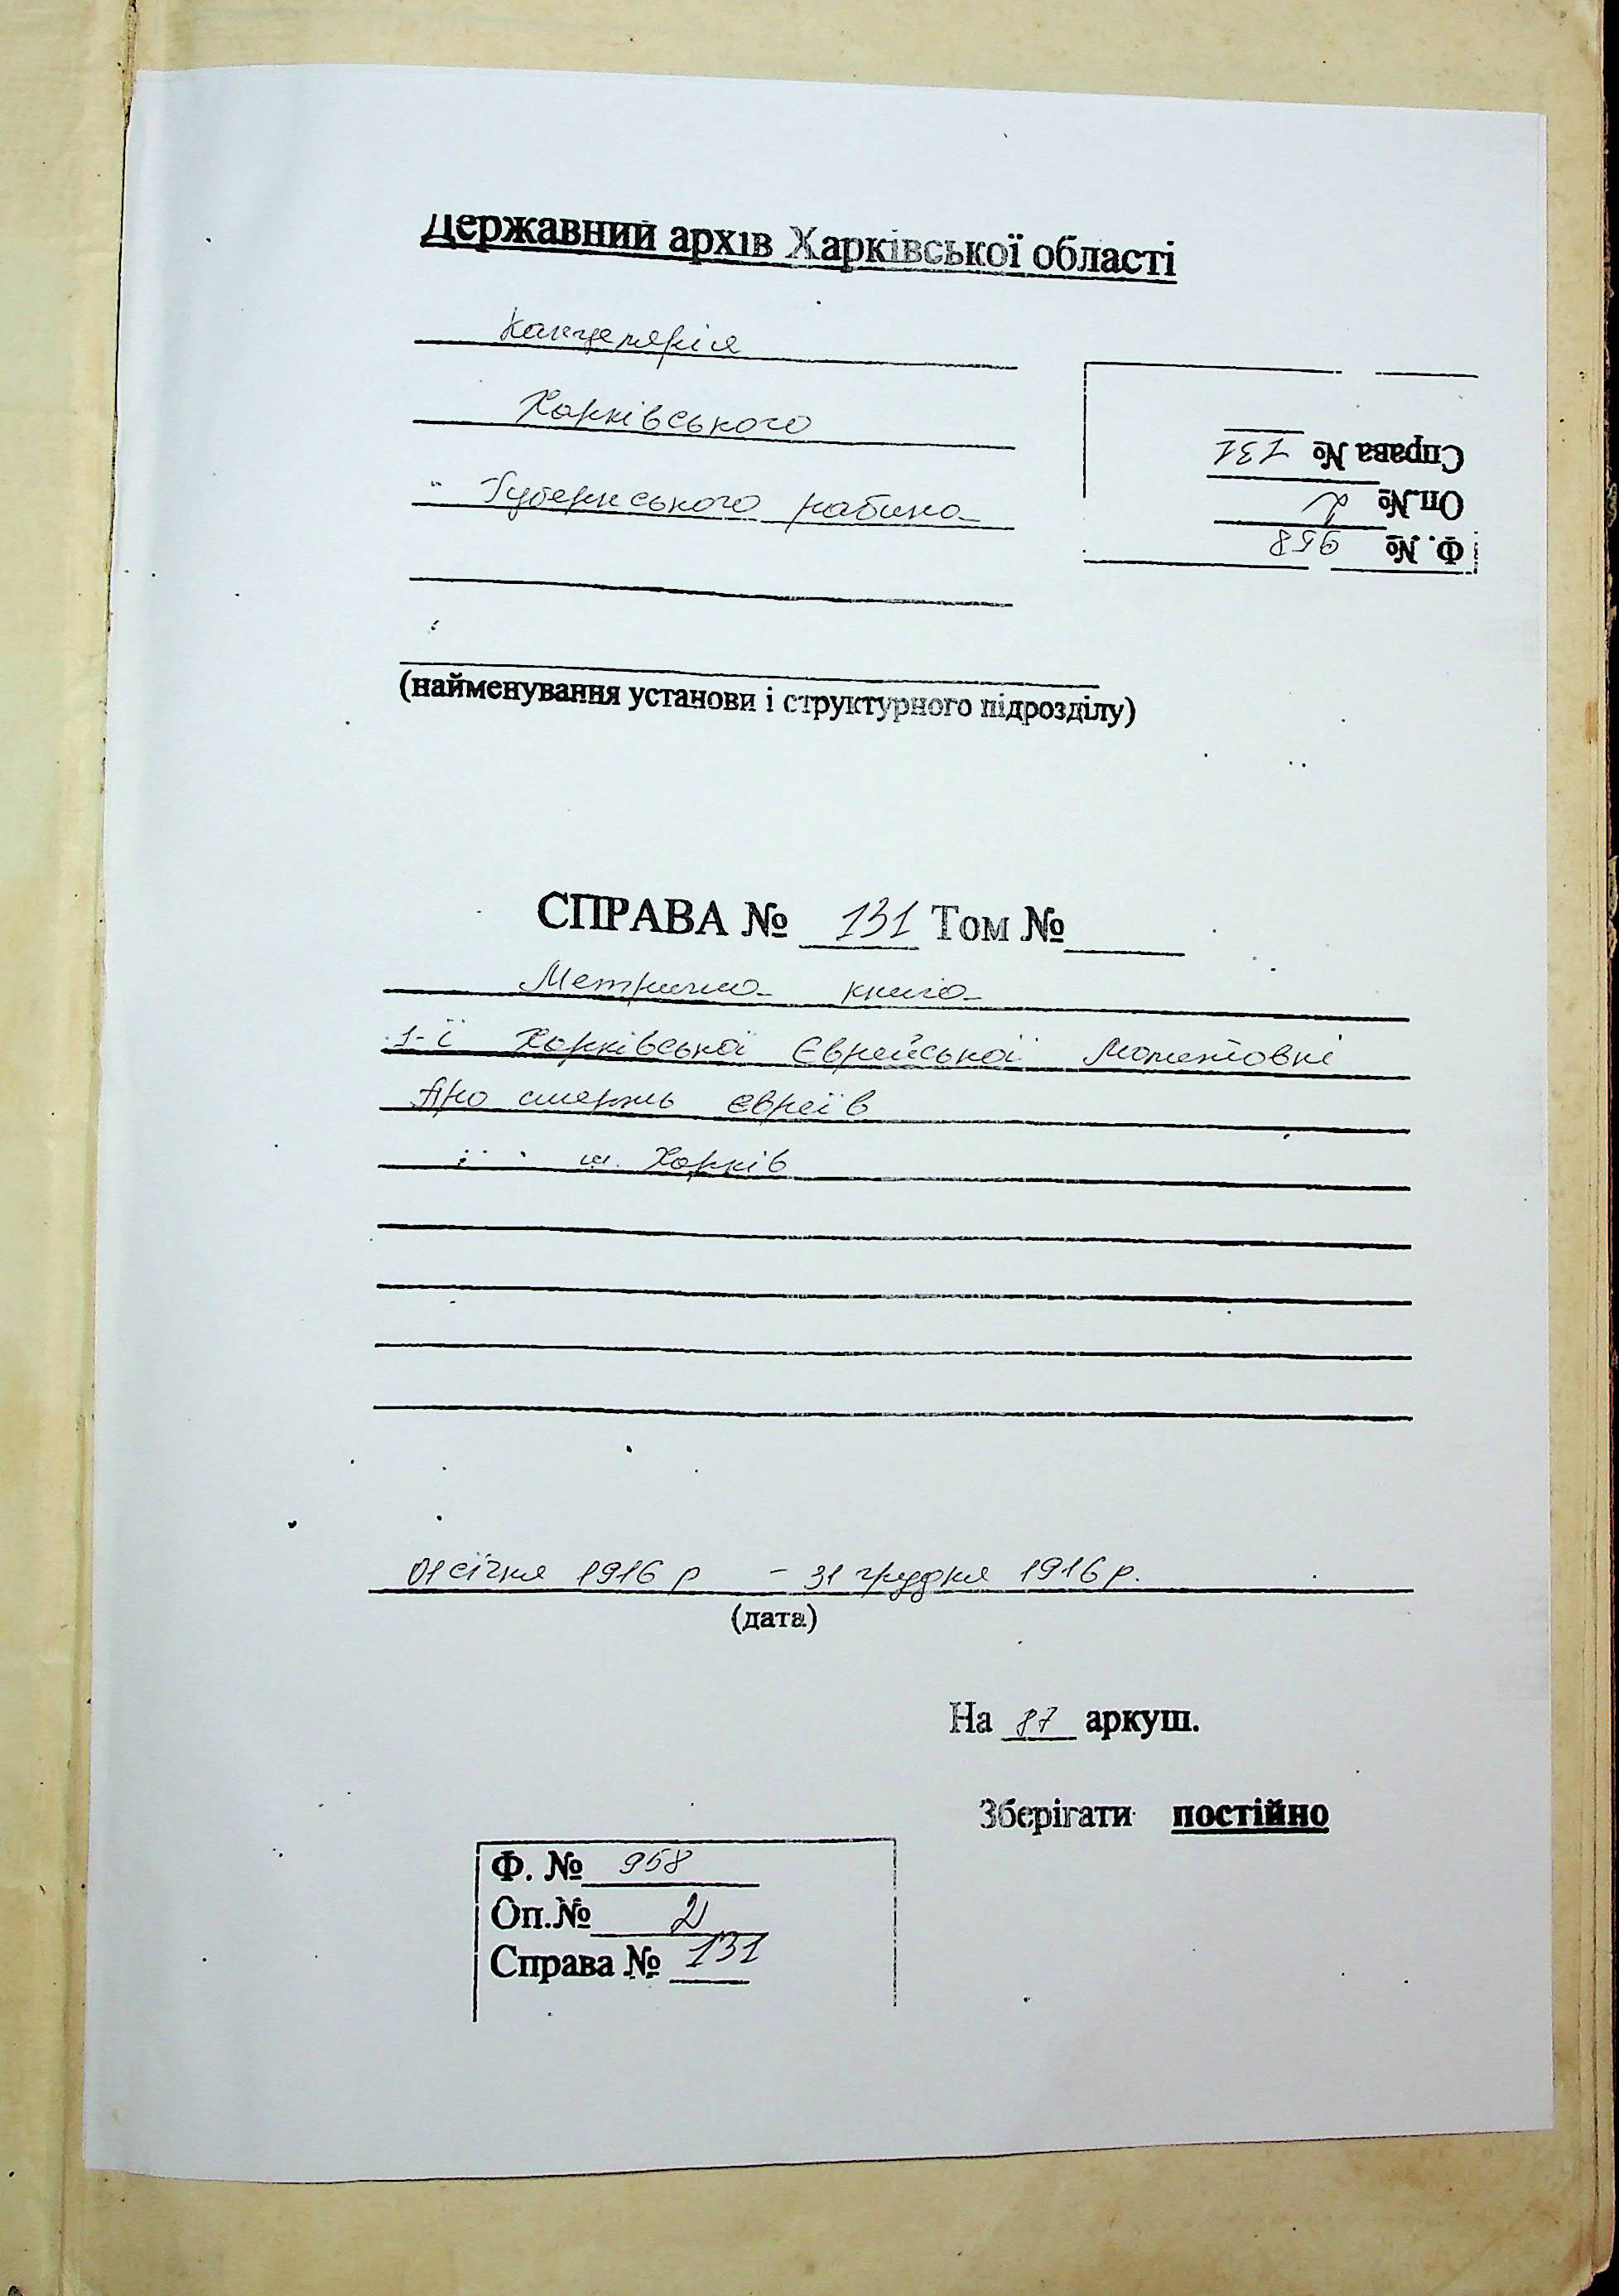 Державний архів Харківської області
Канцелярія
Харківського
Губернського рабина
Справа № 131
Оп.№ 2
Ф. № 958
(найменування установи і структурного підрозділу)
СПРАВА № 131 Том №
Метрична книга
1-ї Харківської Єврейської Молитовні
Про смерть євреїв
м. Харків
01 січня 1916 р - 31 грудня 1916 р.
(дата)
На 87 аркуш.
Зберігати постійно
Ф. № 958
Оп.№ 2
Справа № 131